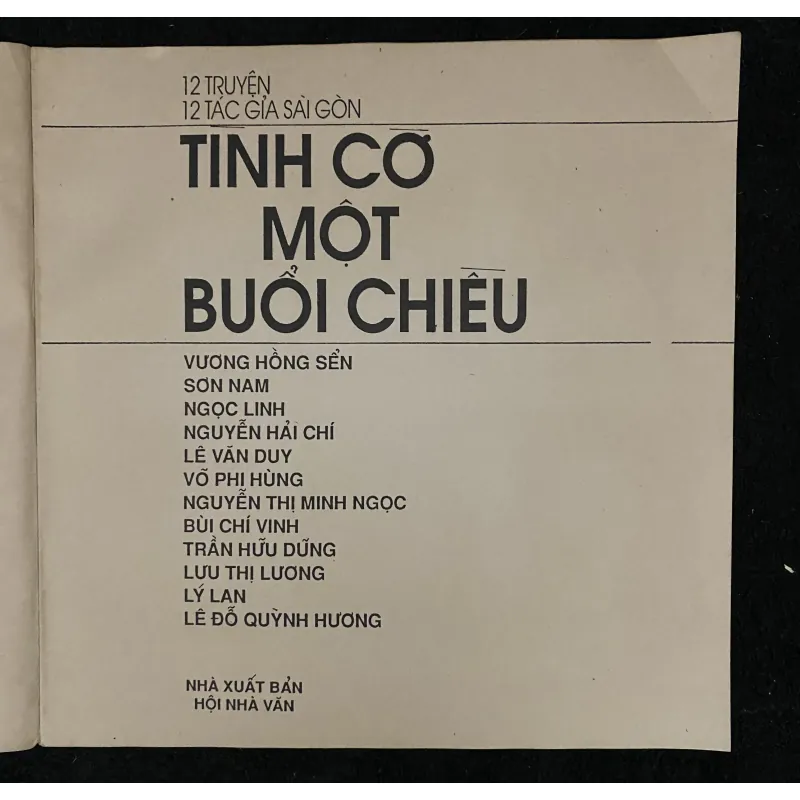 12 TRUYỆN
12 TÁC GỈA SÀI GÒN
TÌNH CỜ
MỘT
BUỔI CHIỀU
VƯƠNG HỒNG SỂN
SƠN NAM
NGỌC LINH
NGUYỄN HẢI CHÍ
LÊ VĂN DUY
VÕ PHI HÙNG
NGUYỄN THỊ MINH NGỌC
BÙI CHÍ VINH
TRẦN HỮU DŨNG
LƯU THỊ LƯƠNG
LÝ LAN
LÊ ĐỖ QUỲNH HƯƠNG
NHÀ XUẤT BẢN
HỘI NHÀ VĂN